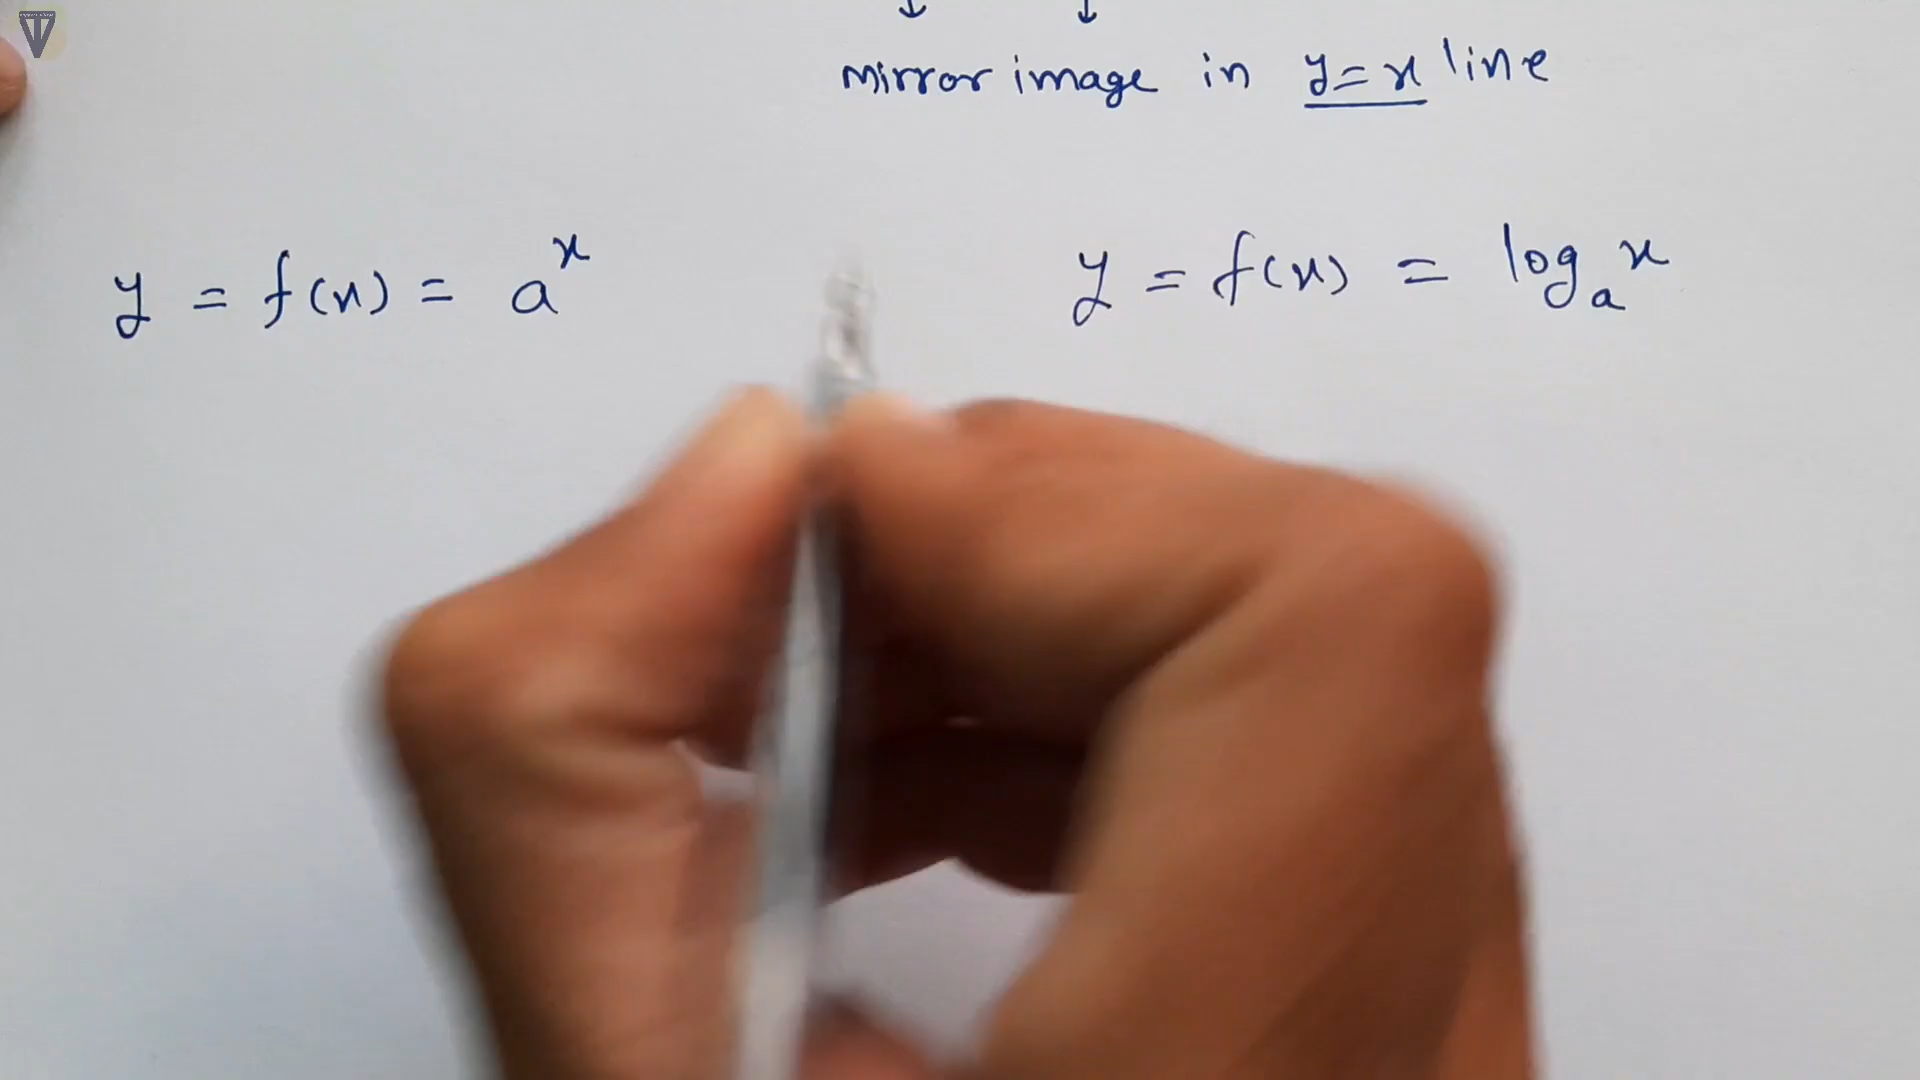 mirror image in y=x line
y = f(x) = a^x
y = f(x) = log_a x